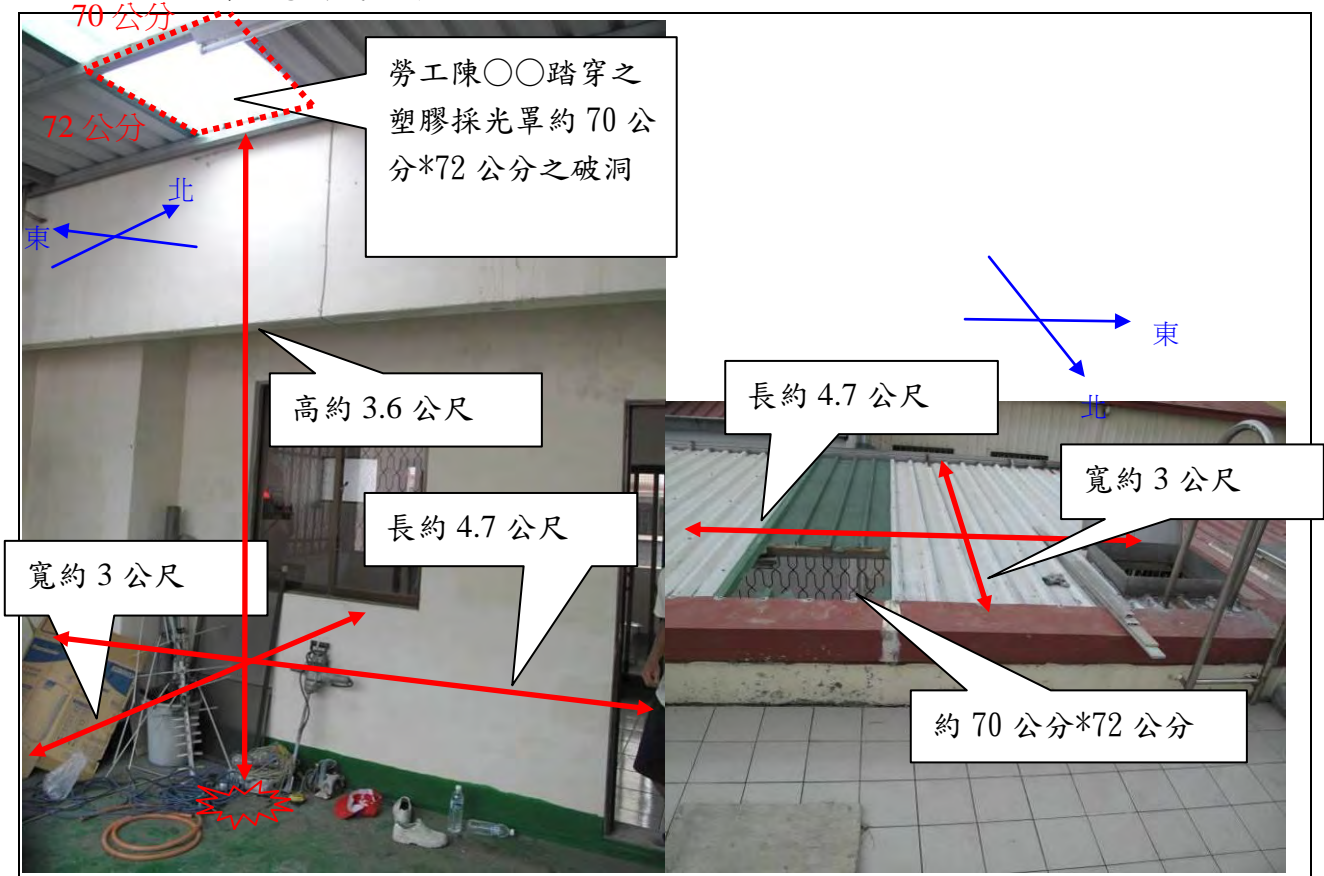 70 公分
勞工陳○○踏穿之
塑膠採光罩約 70 公
分*72 公分之破洞
72 公分
北
東
高約 3.6 公尺
長約 4.7 公尺
寬約 3 公尺
東
北
長約 4.7 公尺
寬約 3 公尺
約 70 公分*72 公分